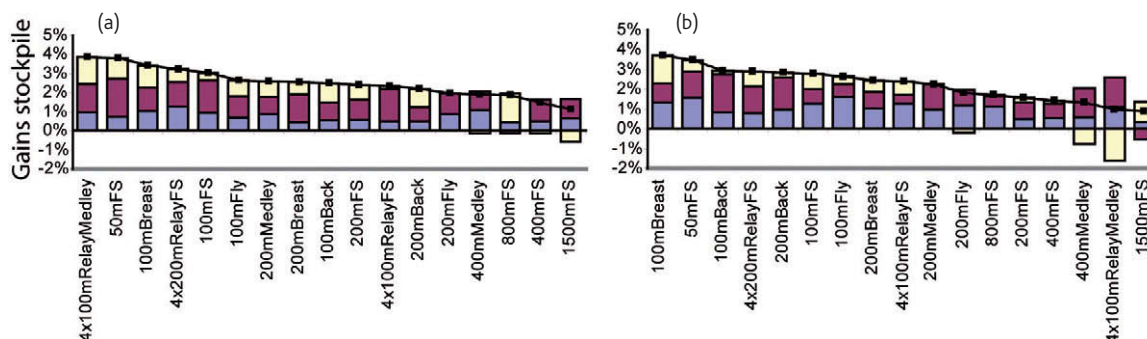 (a)
Gains stockpile
5%
4%
3%
2%
1%
0%
-1%
-2%
4x100mRelayMedley
50mFS
100mBreast
4x200mRelayFS
100mFS
100mFly
200mMedley
200mBreast
100mBack
200mFS
4x100mRelayFS
200mBack
200mFly
400mMedley
800mFS
400mFS
1500mFS
(b)
5%
4%
3%
2%
1%
0%
-1%
-2%
100mBreast
50mFS
100mBack
4x200mRelayFS
200mBack
100mFS
100mFly
200mBreast
4x100mRelayFS
200mMedley
200mFly
800mFS
200mFS
400mFS
400mMedley
4x100mRelayMedley
1500mFS